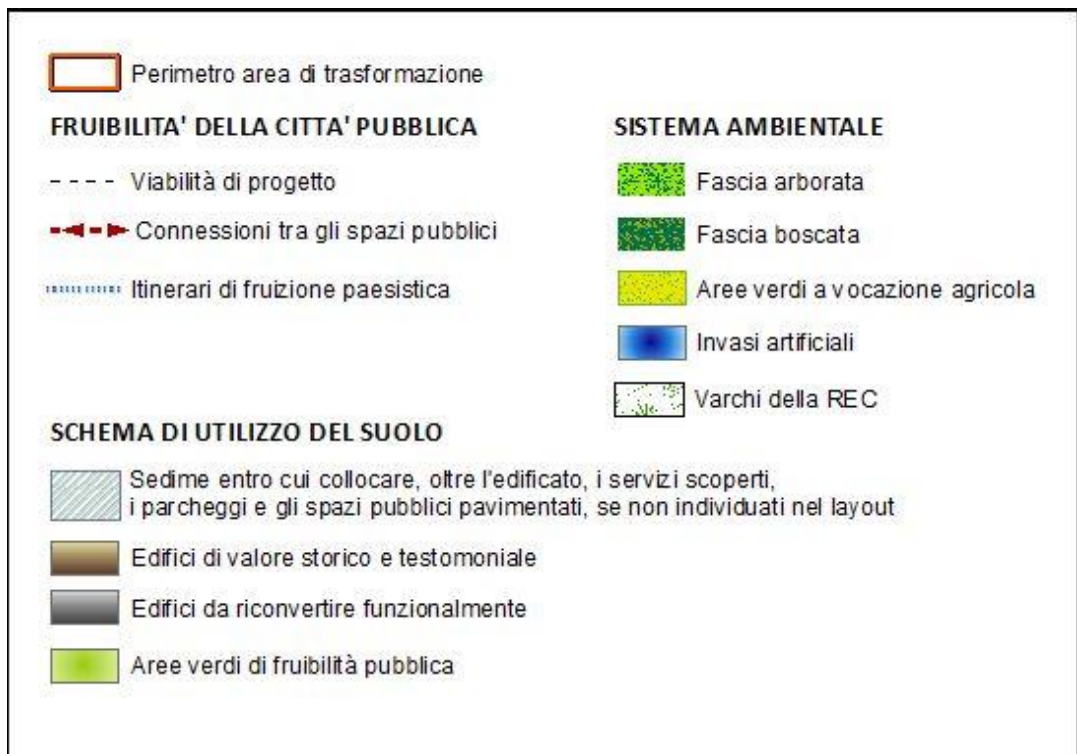 Perimetro area di trasformazione
FRUIBILITA' DELLA CITTA' PUBBLICA
Viabilità di progetto
Connessioni tra gli spazi pubblici
Itinerari di fruizione paesistica
SISTEMA AMBIENTALE
Fascia arborata
Fascia boscata
Aree verdi a vocazione agricola
Invasi artificiali
Varchi della REC
SCHEMA DI UTILIZZO DEL SUOLO
Sedime entro cui collocare, oltre l'edificato, i servizi scoperti,
i parcheggi e gli spazi pubblici pavimentati, se non individuati nel layout
Edifici di valore storico e testomoniale
Edifici da riconvertire funzionalmente
Aree verdi di fruibilità pubblica